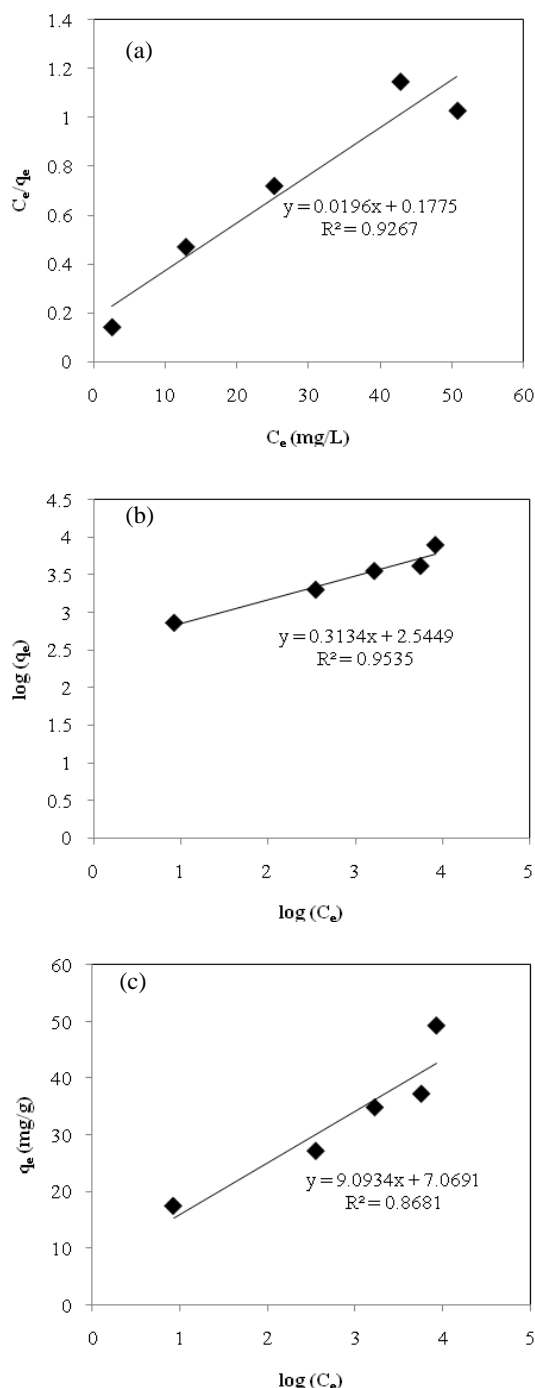 (a)
1.4
1.2
1
0.8
0.6
0.4
0.2
0
Cₑ/qₑ
y = 0.0196x + 0.1775
R² = 0.9267
0 10 20 30 40 50 60
Cₑ (mg/L)
(b)
4.5
4
3.5
3
2.5
2
1.5
1
0.5
0
log (qₑ)
y = 0.3134x + 2.5449
R² = 0.9535
0 1 2 3 4 5
log (Cₑ)
(c)
60
50
40
30
20
10
0
qₑ (mg/g)
y = 9.0934x + 7.0691
R² = 0.8681
0 1 2 3 4 5
log (Cₑ)